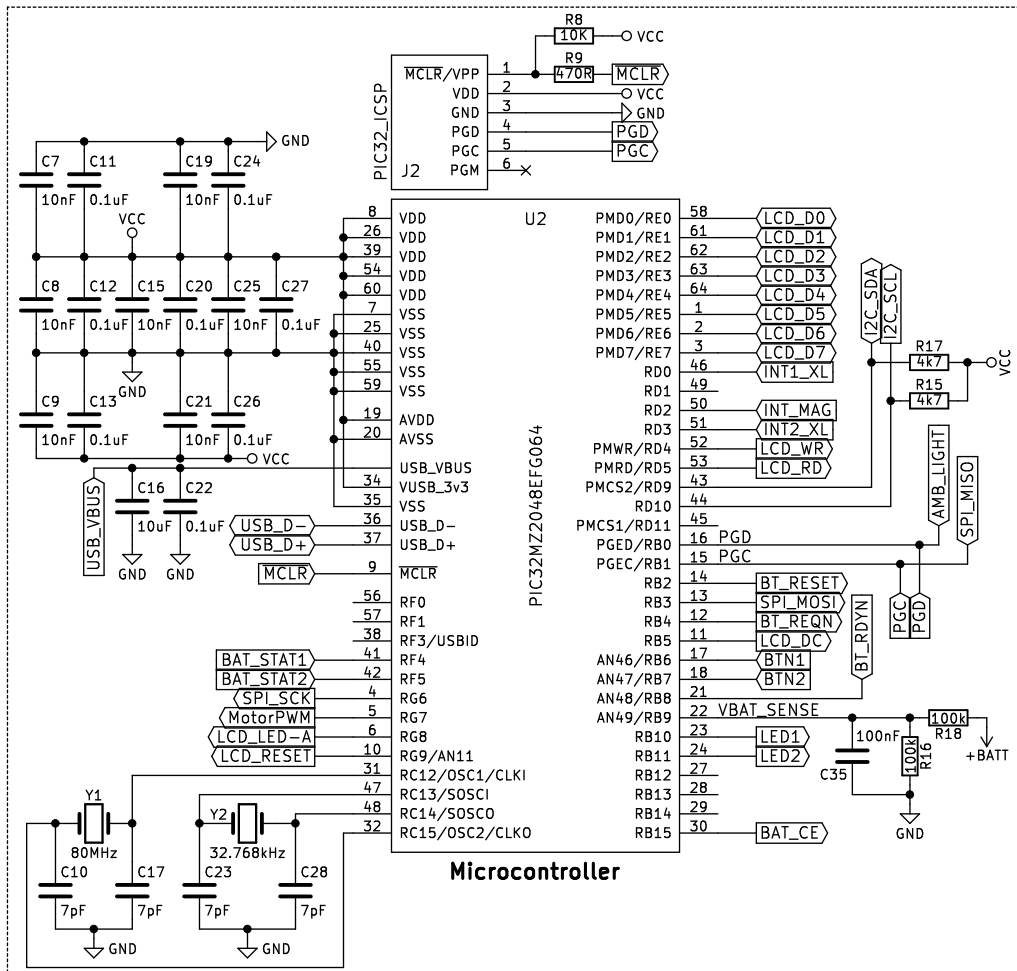 R8
10K
VCC
R9
470R
MCLR
MCLR/VPP 1
VDD 2
VCC
GND 3
GND
PGD 4
PGD
PGC 5
PGC
PGM 6
PIC32_ICSP
J2
GND
C7 C11 C19 C24
10nF 0.1uF 10nF 0.1uF
VCC
C8 C12 C15 C20 C25 C27
10nF 0.1uF 10nF 0.1uF 10nF 0.1uF
GND
C9 C13 C21 C26
10nF 0.1uF 10nF 0.1uF
VCC
USB_VBUS
C16 C22
10uF 0.1uF
GND GND
U2
PIC32MZ2048EFG064
8 VDD
26 VDD
39 VDD
54 VDD
60 VDD
7 VSS
25 VSS
40 VSS
55 VSS
59 VSS
19 AVDD
20 AVSS
USB_VBUS
34 VUSB_3v3
35 VSS
USB_D- 36 USB_D-
USB_D+ 37 USB_D+
MCLR 9 MCLR
56 RF0
57 RF1
38 RF3/USBID
BAT_STAT1 41 RF4
BAT_STAT2 42 RF5
SPI_SCK 4 RG6
MotorPWM 5 RG7
LCD_LED-A 6 RG8
LCD_RESET 10 RG9/AN11
31 RC12/OSC1/CLKI
47 RC13/SOSCI
48 RC14/SOSCO
32 RC15/OSC2/CLKO
PMD0/RE0 58 LCD_D0
PMD1/RE1 61 LCD_D1
PMD2/RE2 62 LCD_D2
PMD3/RE3 63 LCD_D3
PMD4/RE4 64 LCD_D4
PMD5/RE5 1 LCD_D5
PMD6/RE6 2 LCD_D6
PMD7/RE7 3 LCD_D7
RD0 46 INT1_XL
RD1 49
RD2 50 INT_MAG
RD3 51 INT2_XL
PMWR/RD4 52 LCD_WR
PMRD/RD5 53 LCD_RD
PMCS2/RD9 43
RD10 44
PMCS1/RD11 45
PGED/RB0 16 PGD
PGEC/RB1 15 PGC
RB2 14 BT_RESET
RB3 13 SPI_MOSI
RB4 12 BT_REQN
RB5 11 LCD_DC
AN46/RB6 17 BTN1
AN47/RB7 18 BTN2
AN48/RB8 21
AN49/RB9 22 VBAT_SENSE
RB10 23 LED1
RB11 24 LED2
RB12 27
RB13 28
RB14 29
RB15 30 BAT_CE
I2C_SDA
I2C_SCL
R17
4k7
R15
4k7
VCC
AMB_LIGHT
SPI_MISO
PGC
PGD
BT_RDYN
100k
R18
+BATT
100nF
C35
100k
R16
GND
Y1
80MHz
Y2
32.768kHz
C10 C17 C23 C28
7pF 7pF 7pF 7pF
GND GND
Microcontroller